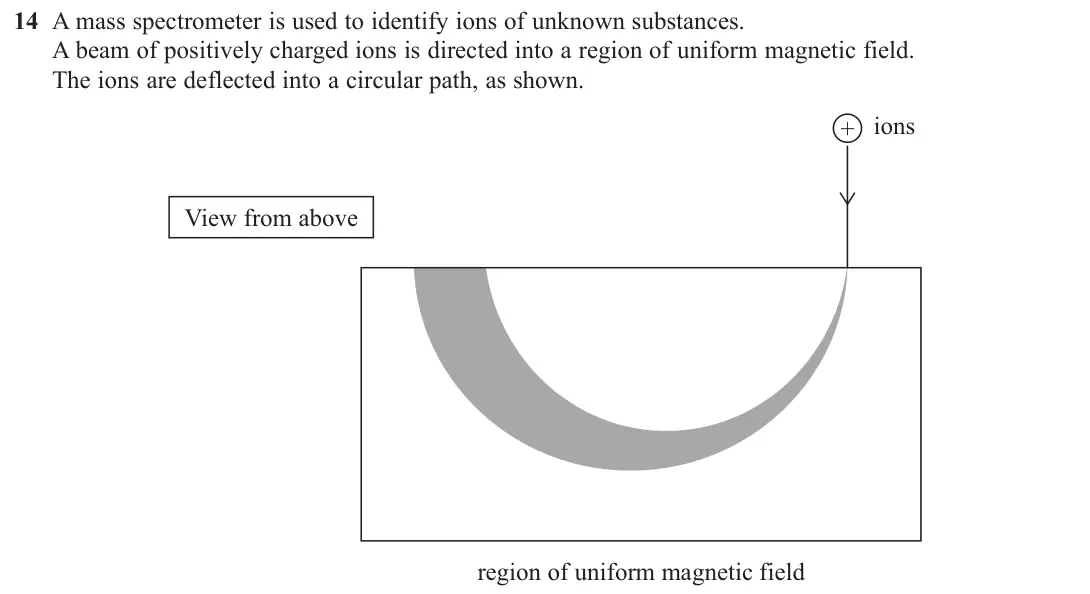 14 A mass spectrometer is used to identify ions of unknown substances.
A beam of positively charged ions is directed into a region of uniform magnetic field.
The ions are deflected into a circular path, as shown.
+ ions
View from above
region of uniform magnetic field